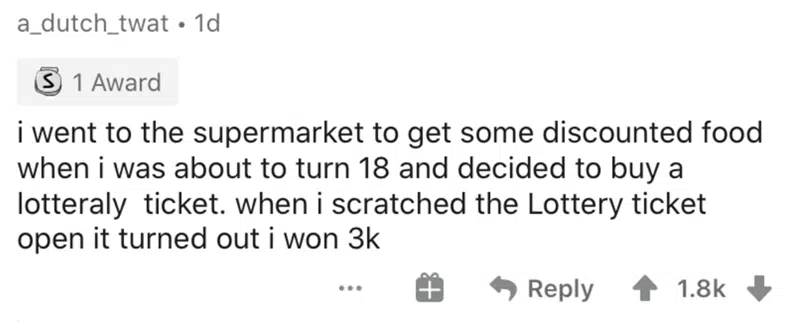 a_dutch_twat • 1d
S 1 Award
i went to the supermarket to get some discounted food
when i was about to turn 18 and decided to buy a
lotteraly ticket. when i scratched the Lottery ticket
open it turned out i won 3k
Reply 1.8k